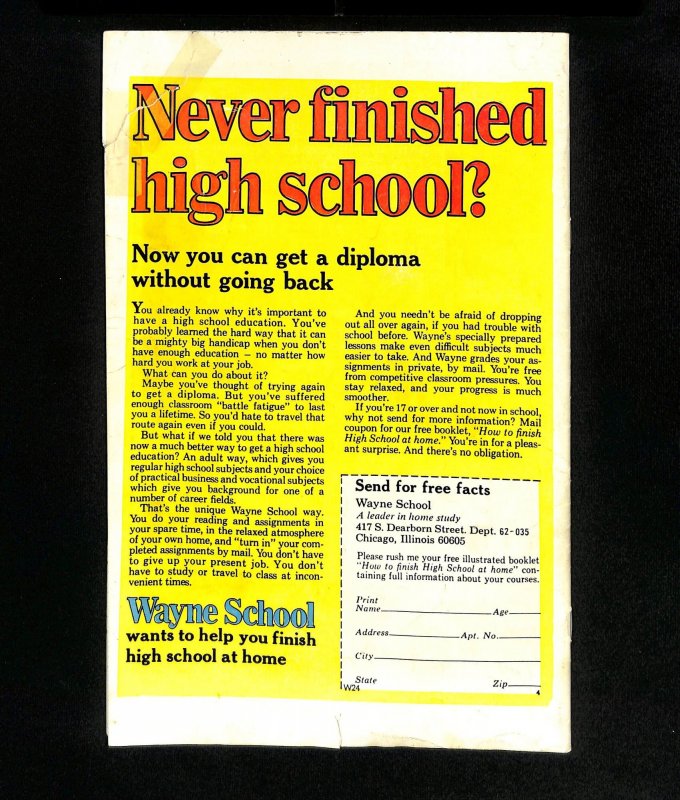 Never finished
high school?
Now you can get a diploma
without going back
You already know why it's important to
have a high school education. You've
probably learned the hard way that it can
be a mighty big handicap when you don't
have enough education – no matter how
hard you work at your job.
What can you do about it?
Maybe you've thought of trying again
to get a diploma. But you've suffered
enough classroom "battle fatigue" to last
you a lifetime. So you'd hate to travel that
route again even if you could.
But what if we told you that there was
now a much better way to get a high school
education? An adult way, which gives you
regular high school subjects and your choice
of practical business and vocational subjects
which give you background for one of a
number of career fields.
That's the unique Wayne School way.
You do your reading and assignments in
your spare time, in the relaxed atmosphere
of your own home, and "turn in" your com-
pleted assignments by mail. You don't have
to give up your present job. You don't
have to study or travel to class at incon-
venient times.
Wayne School
wants to help you finish
high school at home
And you needn't be afraid of dropping
out all over again, if you had trouble with
school before. Wayne's specially prepared
lessons make even difficult subjects much
easier to take. And Wayne grades your as-
signments in private, by mail. You're free
from competitive classroom pressures. You
stay relaxed, and your progress is much
smoother.
If you're 17 or over and not now in school,
why not send for more information? Mail
coupon for our free booklet, "How to finish
High School at home." You're in for a pleas-
ant surprise. And there's no obligation.
Send for free facts
Wayne School
A leader in home study
417 S. Dearborn Street. Dept. 62-035
Chicago, Illinois 60605
Please rush me your free illustrated booklet
"How to finish High School at home" con-
taining full information about your courses.
Print
Name Age
Address Apt. No.
City
State Zip
W24 4